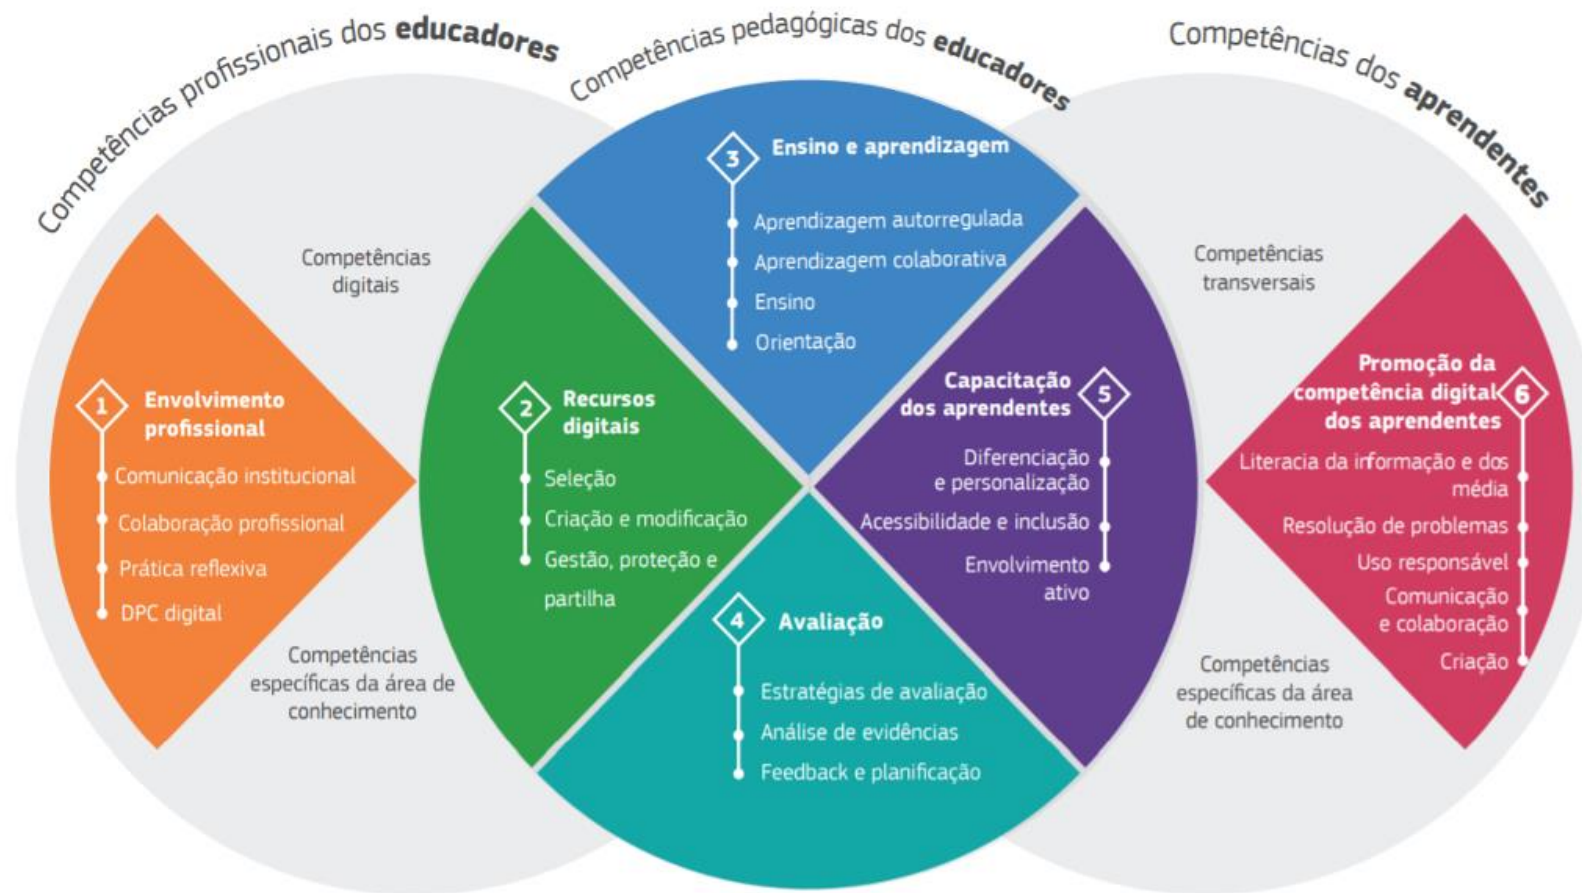 Competências profissionais dos educadores
Competências pedagógicas dos educadores
Competências dos aprendentes
Competências
digitais
Competências
específicas da área de
conhecimento
1
Envolvimento
profissional
Comunicação institucional
Colaboração profissional
Prática reflexiva
DPC digital
2
Recursos
digitais
Seleção
Criação e modificação
Gestão, proteção e
partilha
3
Ensino e aprendizagem
Aprendizagem autorregulada
Aprendizagem colaborativa
Ensino
Orientação
4
Avaliação
Estratégias de avaliação
Análise de evidências
Feedback e planificação
5
Capacitação
dos aprendentes
Diferenciação
e personalização
Acessibilidade e inclusão
Envolvimento
ativo
Competências
transversais
Competências
específicas da área
de conhecimento
6
Promoção da
competência digital
dos aprendentes
Literacia da informação e dos
média
Resolução de problemas
Uso responsável
Comunicação
e colaboração
Criação